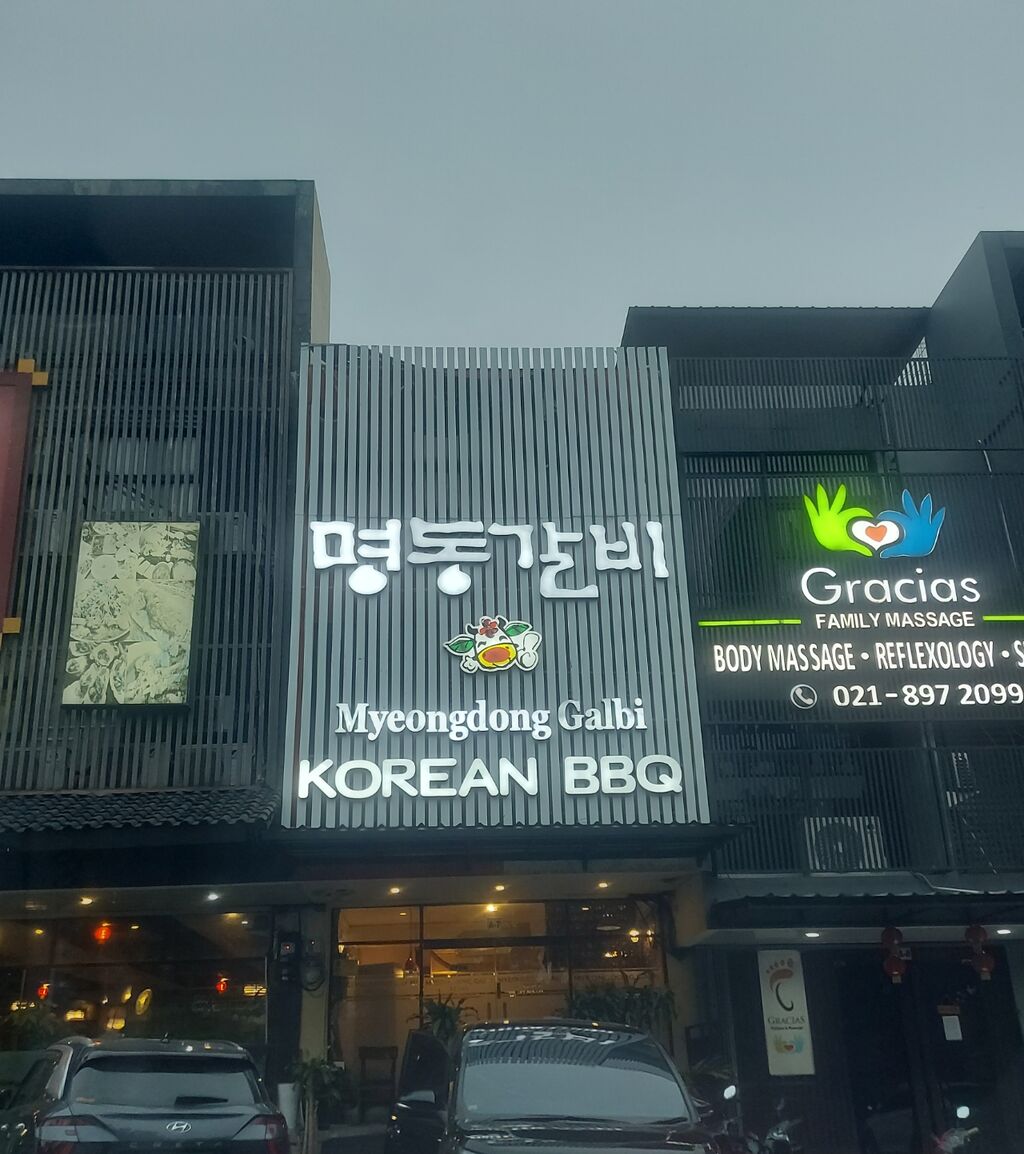 명동갈비
Myeongdong Galbi
KOREAN BBQ
Gracias
FAMILY MASSAGE
BODY MASSAGE • REFLEXOLOGY • S
021-897 2099
GRACIAS